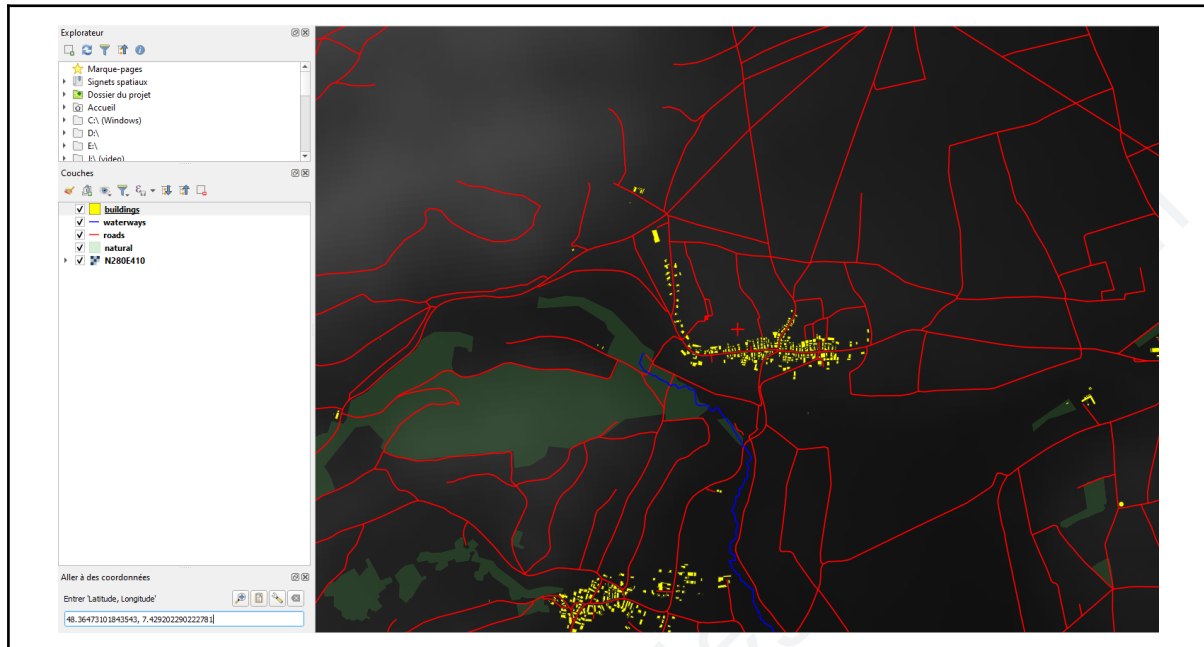 Explorateur
Marque-pages
Signets spatiaux
Dossier du projet
Accueil
C:\ (Windows)
D:\
E:\
I:\ (video)
Couches
buildings
waterways
roads
natural
N280E410
Aller à des coordonnées
Entrer 'Latitude, Longitude'
48.36473101843543, 7.429202290222781